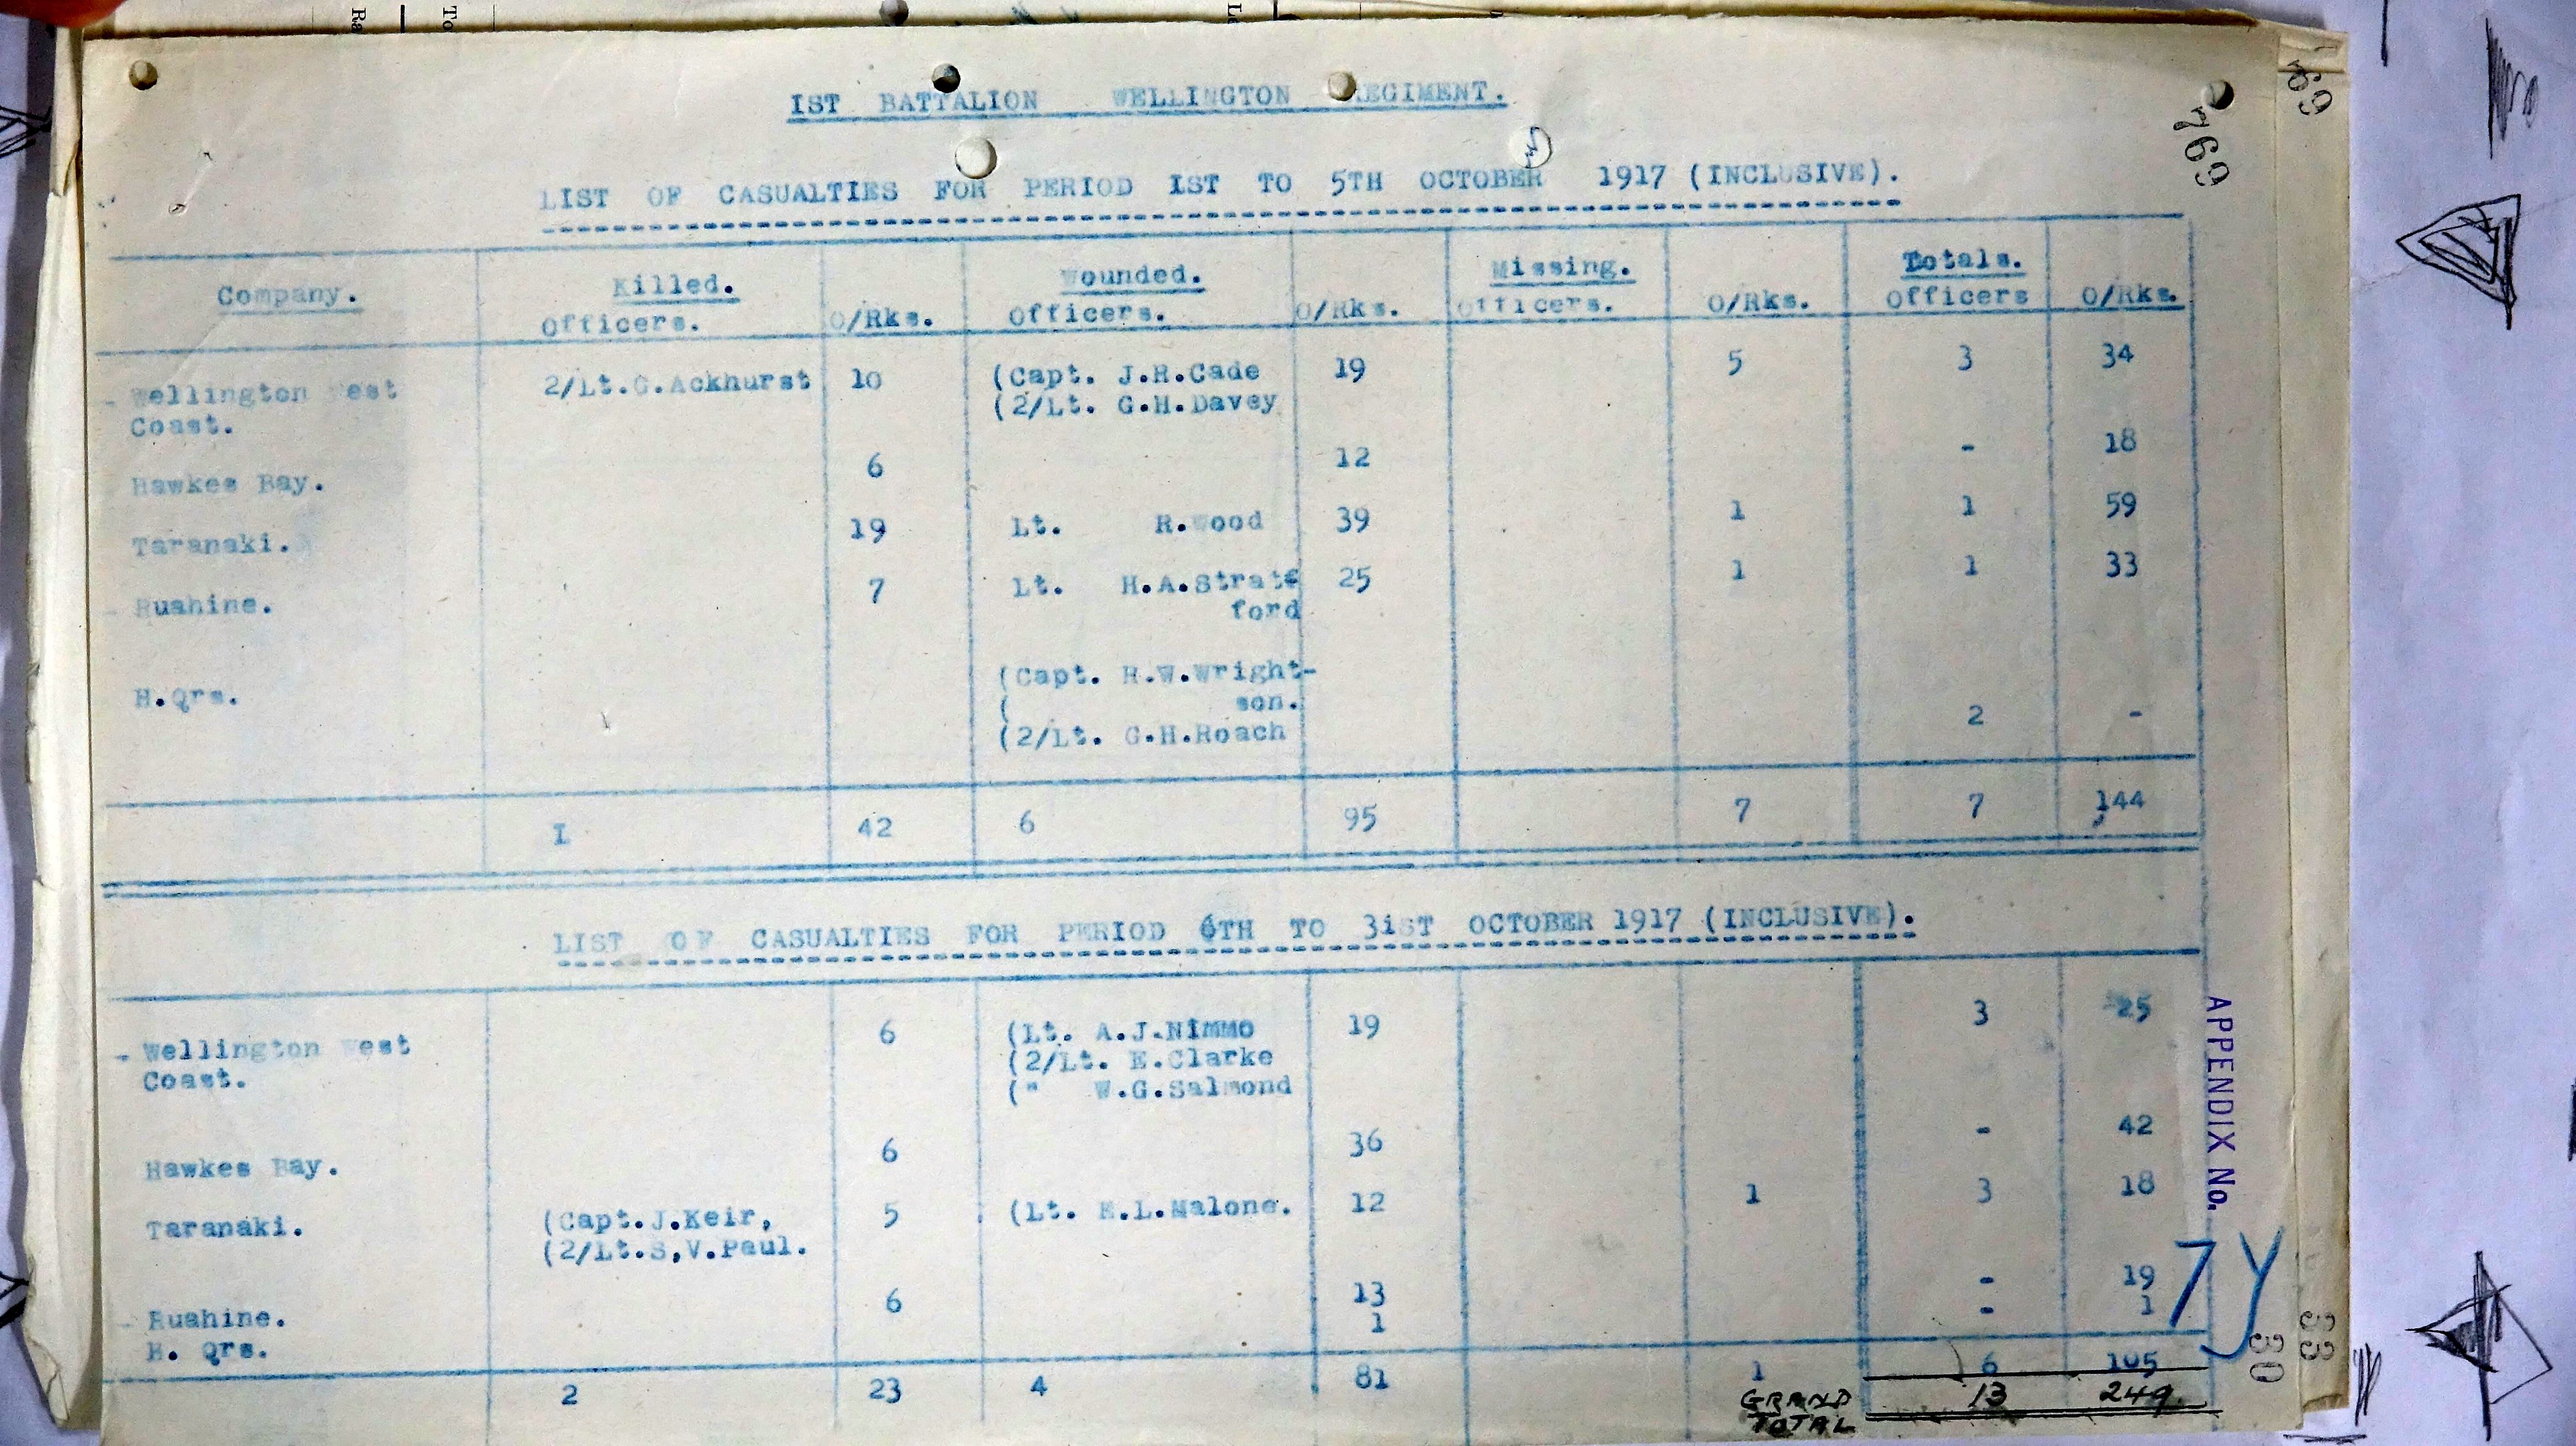 1ST BATTALION WELLINGTON REGIMENT.
769
69
LIST OF CASUALTIES FOR PERIOD 1ST TO 5TH OCTOBER 1917 (INCLUSIVE).
Company. Killed. Wounded. Missing. Totals.
Officers. O/Rks. Officers. O/Rks. Officers. O/Rks. Officers O/Rks.
Wellington West 2/Lt. Ackhurst 10 (Capt. J.R.Cade 19 5 3 34
Coast. (2/Lt. G.H.Davey
Hawkes Bay. 6 12 - 18
Taranaki. 19 Lt. R.Wood 39 1 1 59
Ruahine. 7 Lt. H.A.Strat 25 1 1 33
ford
H.Qrs. (Capt. H.W.Wright-
( son.
(2/Lt. G.H.Roach 2 -
I 42 6 95 7 7 144
LIST OF CASUALTIES FOR PERIOD 6TH TO 31ST OCTOBER 1917 (INCLUSIVE).
Wellington West 6 (Lt. A.J.Nimmo 19 3 25
Coast. (2/Lt. E.Clarke
(" W.G.Salmond
Hawkes Bay. 6 36 - 42
Taranaki. (Capt.J.Keir, 5 (Lt. E.L.Malone. 12 1 3 18
(2/Lt.S,V.Paul.
Ruahine. 6 13 - 19
H. Qrs. 1 - 1
2 23 4 81 1 6 105
GRAND 13 249
TOTAL
APPENDIX No.
7Y
30
33